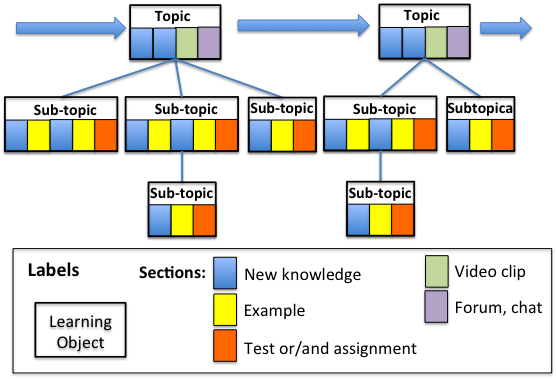 Topic
Topic
Sub-topic
Sub-topic
Sub-topic
Sub-topic
Subtopica
Sub-topic
Sub-topic
Labels
Sections:
New knowledge
Video clip
Example
Forum, chat
Learning
Object
Test or/and assignment